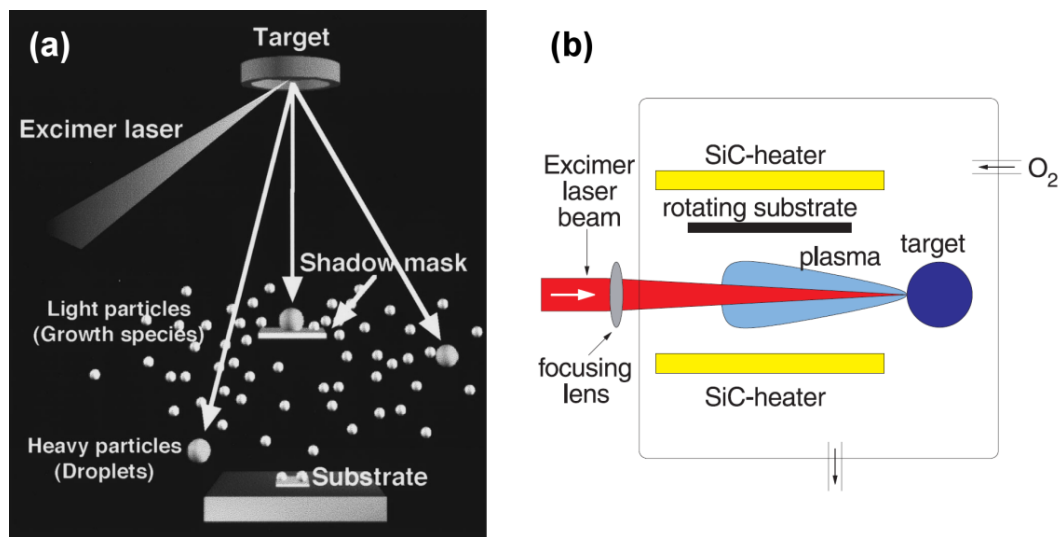 (a)
Target
Excimer laser
Shadow mask
Light particles
(Growth species)
Heavy particles
(Droplets)
Substrate
(b)
SiC-heater
Excimer
laser
beam
rotating substrate
O₂
plasma
target
focusing
lens
SiC-heater